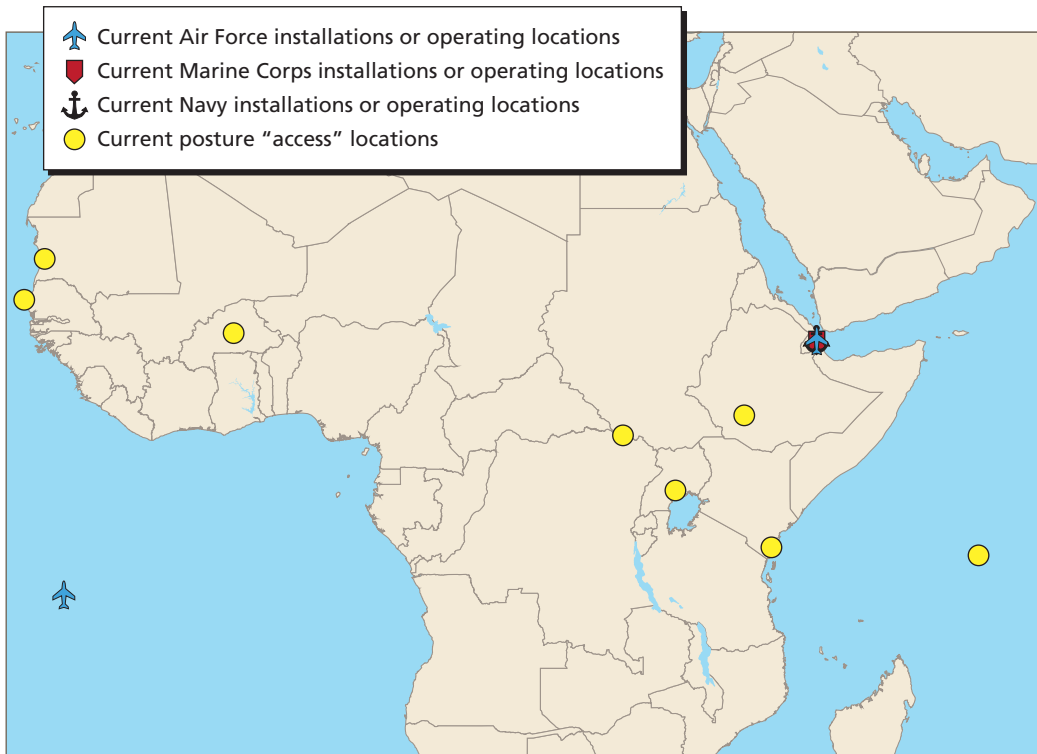 Current Air Force installations or operating locations
Current Marine Corps installations or operating locations
Current Navy installations or operating locations
Current posture “access” locations